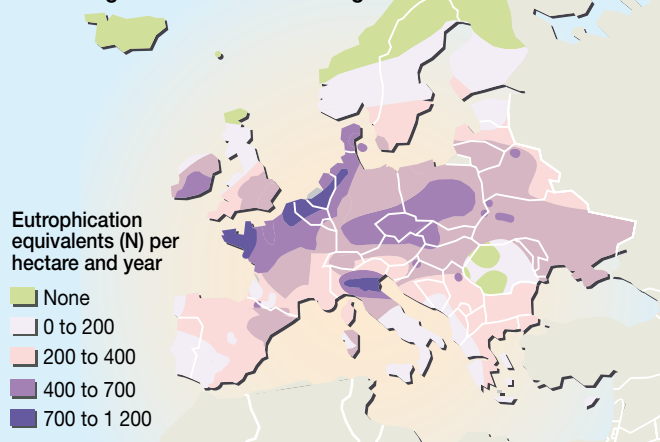 Eutrophication
equivalents (N) per
hectare and year
None
0 to 200
200 to 400
400 to 700
700 to 1 200